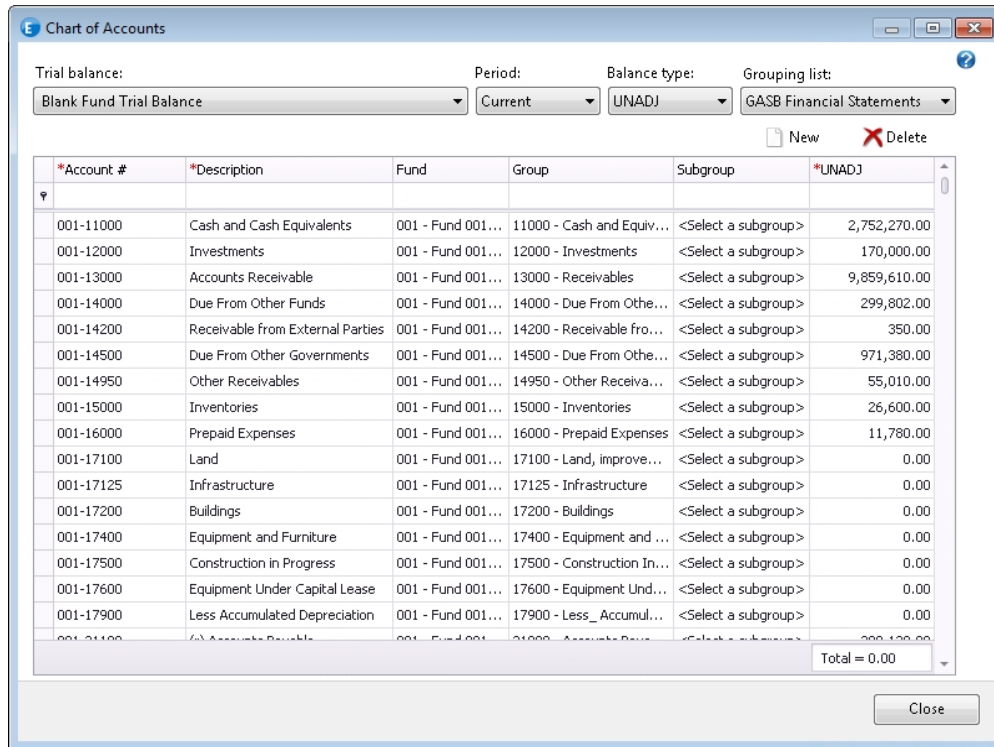 E Chart of Accounts
Trial balance: Period: Balance type: Grouping list:
Blank Fund Trial Balance Current UNADJ GASB Financial Statements
New Delete
*Account # *Description Fund Group Subgroup *UNADJ
001-11000 Cash and Cash Equivalents 001 - Fund 001... 11000 - Cash and Equiv... <Select a subgroup> 2,752,270.00
001-12000 Investments 001 - Fund 001... 12000 - Investments <Select a subgroup> 170,000.00
001-13000 Accounts Receivable 001 - Fund 001... 13000 - Receivables <Select a subgroup> 9,859,610.00
001-14000 Due From Other Funds 001 - Fund 001... 14000 - Due From Othe... <Select a subgroup> 299,802.00
001-14200 Receivable from External Parties 001 - Fund 001... 14200 - Receivable fro... <Select a subgroup> 350.00
001-14500 Due From Other Governments 001 - Fund 001... 14500 - Due From Othe... <Select a subgroup> 971,380.00
001-14950 Other Receivables 001 - Fund 001... 14950 - Other Receiva... <Select a subgroup> 55,010.00
001-15000 Inventories 001 - Fund 001... 15000 - Inventories <Select a subgroup> 26,600.00
001-16000 Prepaid Expenses 001 - Fund 001... 16000 - Prepaid Expenses <Select a subgroup> 11,780.00
001-17100 Land 001 - Fund 001... 17100 - Land, improve... <Select a subgroup> 0.00
001-17125 Infrastructure 001 - Fund 001... 17125 - Infrastructure <Select a subgroup> 0.00
001-17200 Buildings 001 - Fund 001... 17200 - Buildings <Select a subgroup> 0.00
001-17400 Equipment and Furniture 001 - Fund 001... 17400 - Equipment and ... <Select a subgroup> 0.00
001-17500 Construction in Progress 001 - Fund 001... 17500 - Construction In... <Select a subgroup> 0.00
001-17600 Equipment Under Capital Lease 001 - Fund 001... 17600 - Equipment Und... <Select a subgroup> 0.00
001-17900 Less Accumulated Depreciation 001 - Fund 001... 17900 - Less_ Accumul... <Select a subgroup> 0.00
Total = 0.00
Close